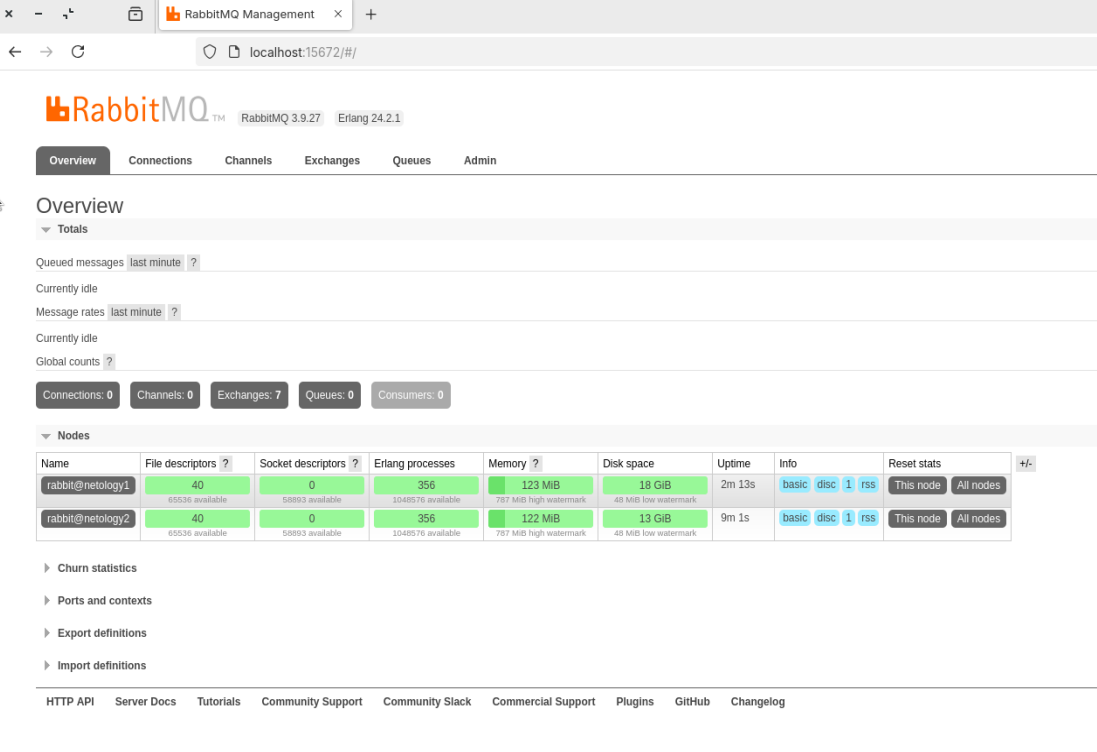 RabbitMQ Management
localhost:15672/#/
RabbitMQ TM RabbitMQ 3.9.27 Erlang 24.2.1
Overview Connections Channels Exchanges Queues Admin
Overview
Totals
Queued messages last minute ?
Currently idle
Message rates last minute ?
Currently idle
Global counts ?
Connections: 0 Channels: 0 Exchanges: 7 Queues: 0 Consumers: 0
Nodes
Name File descriptors ? Socket descriptors ? Erlang processes Memory ? Disk space Uptime Info Reset stats +/-
rabbit@netology1 40 0 356 123 MiB 18 GiB 2m 13s basic disc 1 rss This node All nodes
65536 available 58893 available 1048576 available 787 MiB high watermark 48 MiB low watermark
rabbit@netology2 40 0 356 122 MiB 13 GiB 9m 1s basic disc 1 rss This node All nodes
65536 available 58893 available 1048576 available 787 MiB high watermark 48 MiB low watermark
Churn statistics
Ports and contexts
Export definitions
Import definitions
HTTP API Server Docs Tutorials Community Support Community Slack Commercial Support Plugins GitHub Changelog